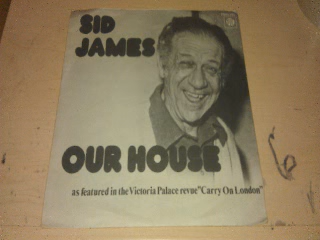 SID
JAMES
OUR HOUSE
as featured in the Victoria Palace revue"Carry On London"